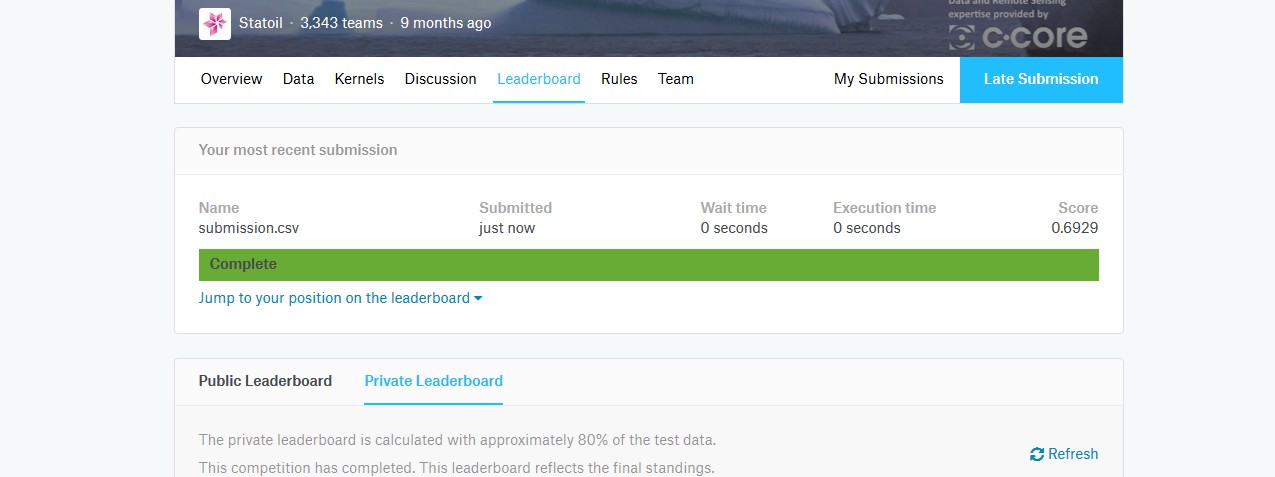 Data and Remote Sensing
expertise provided by
c-core
Statoil · 3,343 teams · 9 months ago
Overview Data Kernels Discussion Leaderboard Rules Team My Submissions Late Submission
Your most recent submission
Name Submitted Wait time Execution time Score
submission.csv just now 0 seconds 0 seconds 0.6929
Complete
Jump to your position on the leaderboard
Public Leaderboard Private Leaderboard
The private leaderboard is calculated with approximately 80% of the test data.
Refresh
This competition has completed. This leaderboard reflects the final standings.